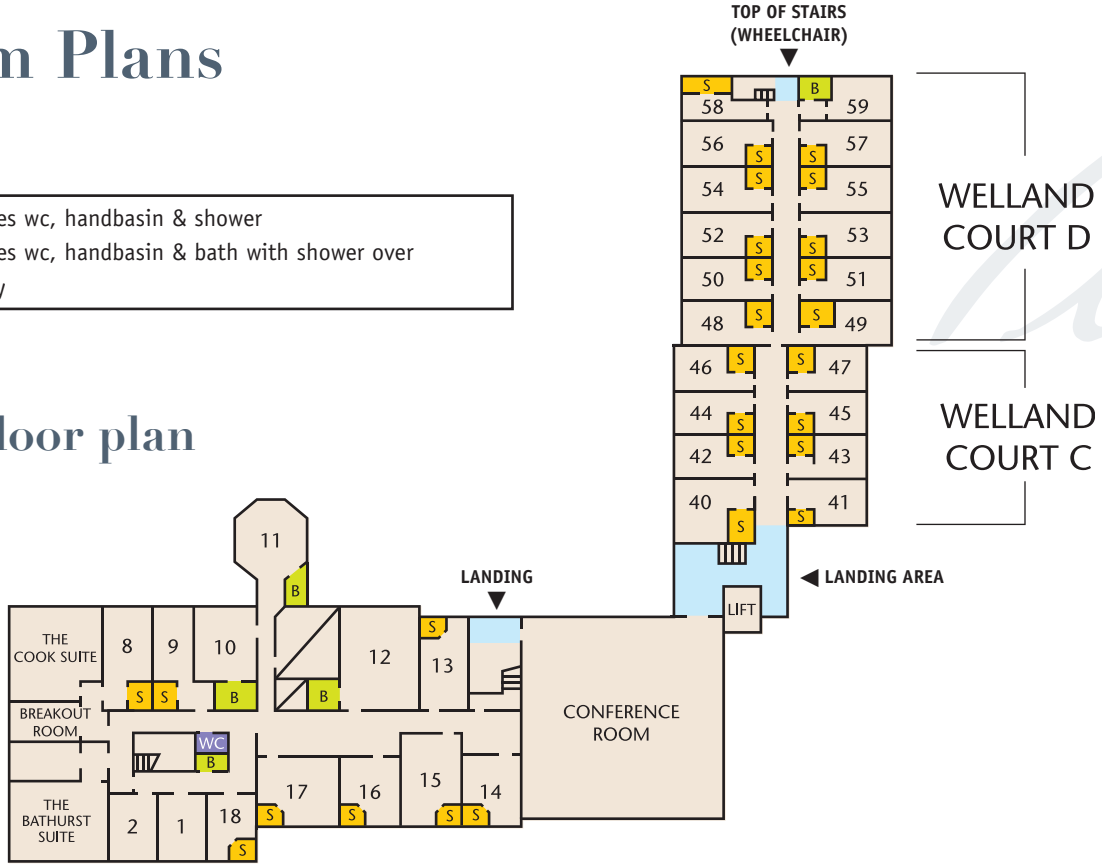 m Plans
es wc, handbasin & shower
es wc, handbasin & bath with shower over
y
loor plan
TOP OF STAIRS
(WHEELCHAIR)
S
B
58
59
56
57
S
S
S
S
54
55
52
53
S
S
S
S
50
51
48
S
S
49
WELLAND
COURT D
46
S
S
47
44
45
S
S
S
S
42
43
40
41
S
S
WELLAND
COURT C
LANDING AREA
LIFT
LANDING
11
B
THE
COOK SUITE
8
9
10
12
S
13
S
S
B
B
BREAKOUT
ROOM
WC
B
CONFERENCE
ROOM
THE
BATHURST
SUITE
2
1
18
S
17
S
16
S
15
S
14
S